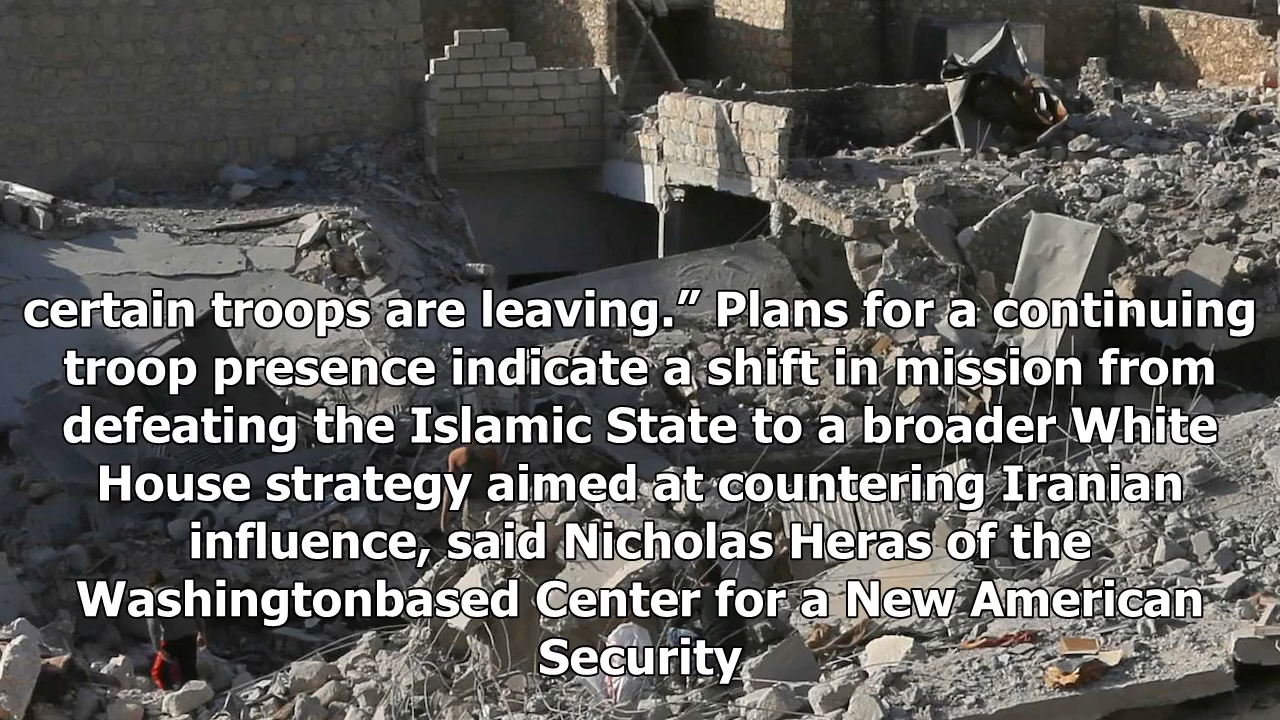 certain troops are leaving.” Plans for a continuing
troop presence indicate a shift in mission from
defeating the Islamic State to a broader White
House strategy aimed at countering Iranian
influence, said Nicholas Heras of the
Washingtonbased Center for a New American
Security